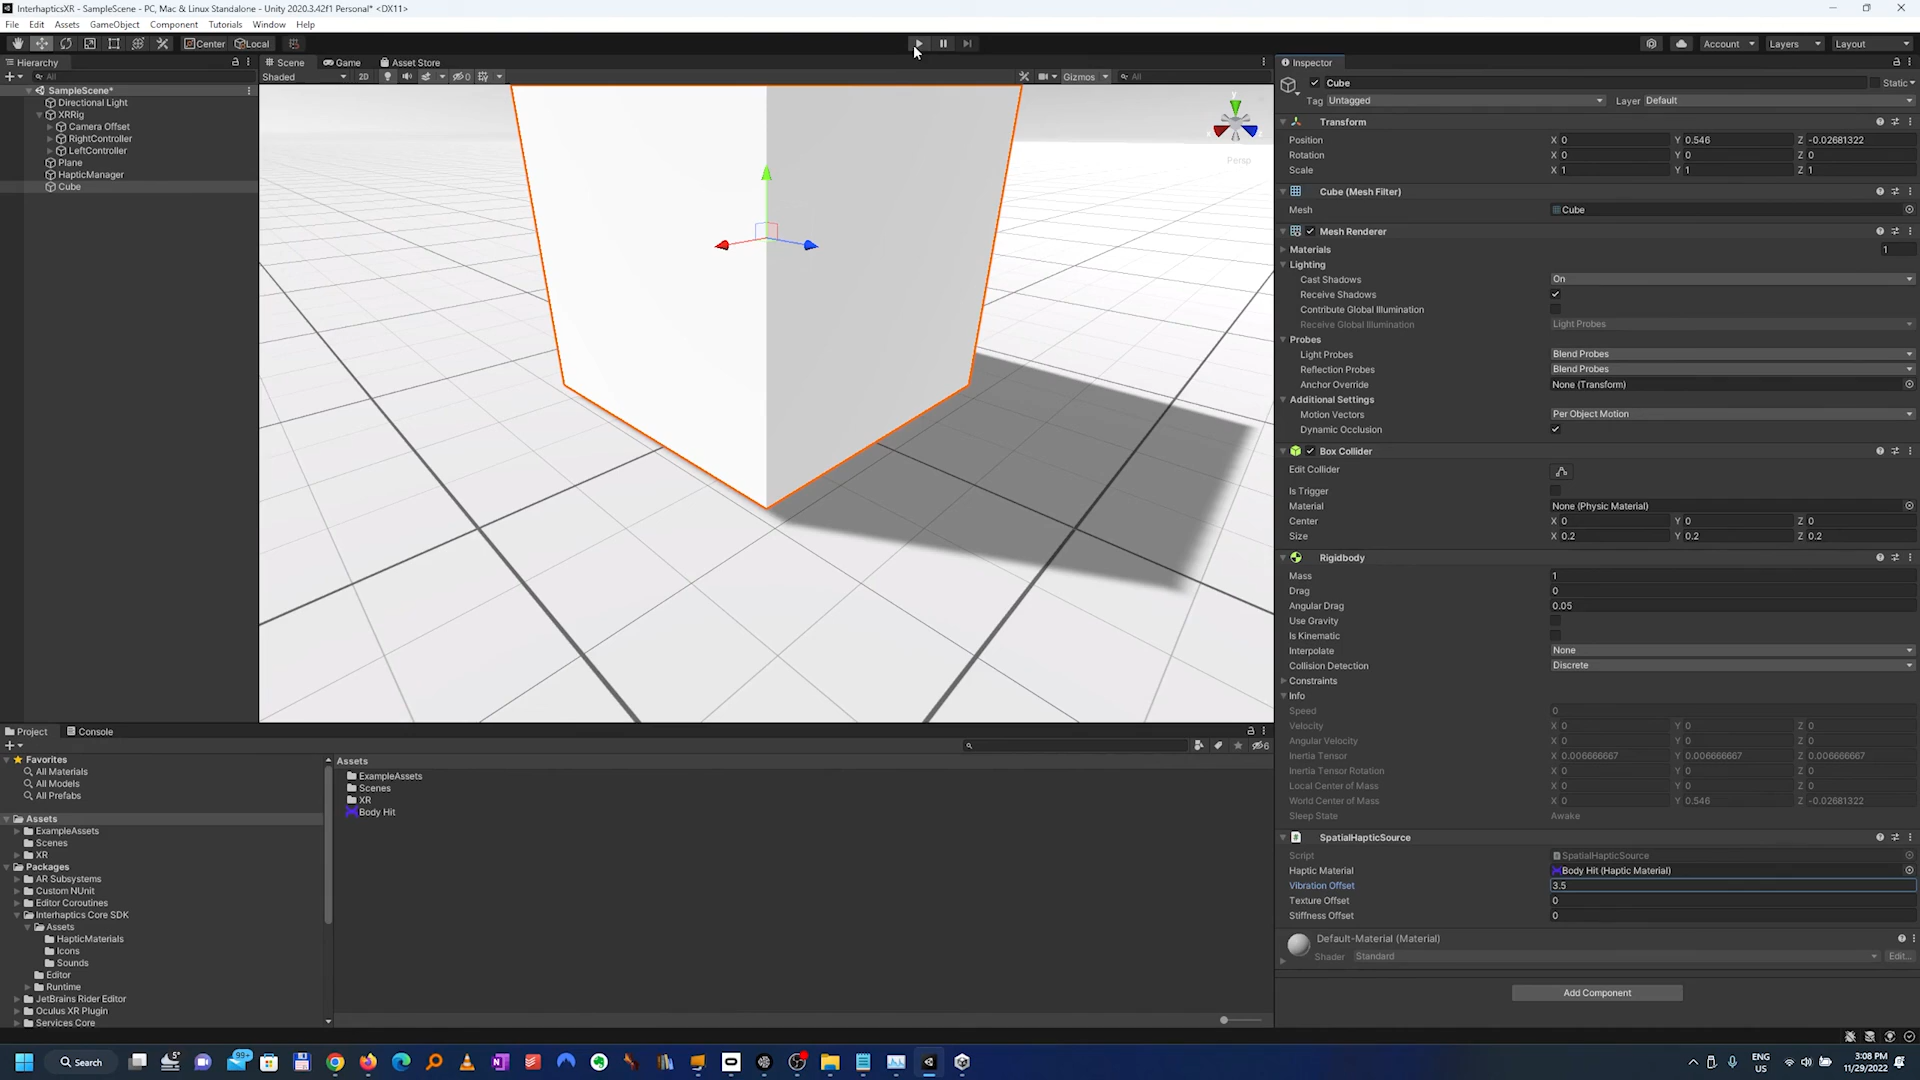 InterhapticsXR - SampleScene - PC, Mac & Linux Standalone - Unity 2020.3.42f1 Personal* <DX11>
File Edit Assets GameObject Component Tutorials Window Help
Center Local Account Layers Layout
Hierarchy
All
SampleScene*
Directional Light
XRRig
Camera Offset
RightController
LeftController
Plane
HapticManager
Cube
Scene Game Asset Store
Shaded 2D 0 Gizmos All
y
x z
Persp
Inspector
Cube Static
Tag Untagged Layer Default
Transform
Position X 0 Y 0.546 Z -0.02681322
Rotation X 0 Y 0 Z 0
Scale X 1 Y 1 Z 1
Cube (Mesh Filter)
Mesh Cube
Mesh Renderer
Materials 1
Lighting
Cast Shadows On
Receive Shadows
Contribute Global Illumination
Receive Global Illumination Light Probes
Probes
Light Probes Blend Probes
Reflection Probes Blend Probes
Anchor Override None (Transform)
Additional Settings
Motion Vectors Per Object Motion
Dynamic Occlusion
Box Collider
Edit Collider
Is Trigger
Material None (Physic Material)
Center X 0 Y 0 Z 0
Size X 0.2 Y 0.2 Z 0.2
Rigidbody
Mass 1
Drag 0
Angular Drag 0.05
Use Gravity
Is Kinematic
Interpolate None
Collision Detection Discrete
Constraints
Info
Speed 0
Velocity X 0 Y 0 Z 0
Angular Velocity X 0 Y 0 Z 0
Inertia Tensor X 0.006666667 Y 0.006666667 Z 0.006666667
Inertia Tensor Rotation X 0 Y 0 Z 0
Local Center of Mass X 0 Y 0 Z 0
World Center of Mass X 0 Y 0.546 Z -0.02681322
Sleep State Awake
SpatialHapticSource
Script SpatialHapticSource
Haptic Material Body Hit (Haptic Material)
Vibration Offset 3.5
Texture Offset 0
Stiffness Offset 0
Default-Material (Material)
Shader Standard Edit...
Add Component
Project Console
6
Favorites
All Materials
All Models
All Prefabs
Assets
ExampleAssets
Scenes
XR
Packages
AR Subsystems
Custom NUnit
Editor Coroutines
Interhaptics Core SDK
Assets
HapticMaterials
Icons
Sounds
Editor
Runtime
JetBrains Rider Editor
Oculus XR Plugin
Services Core
Assets
ExampleAssets
Scenes
XR
Body Hit
Search 99+ ENG US 3:08 PM 11/29/2022